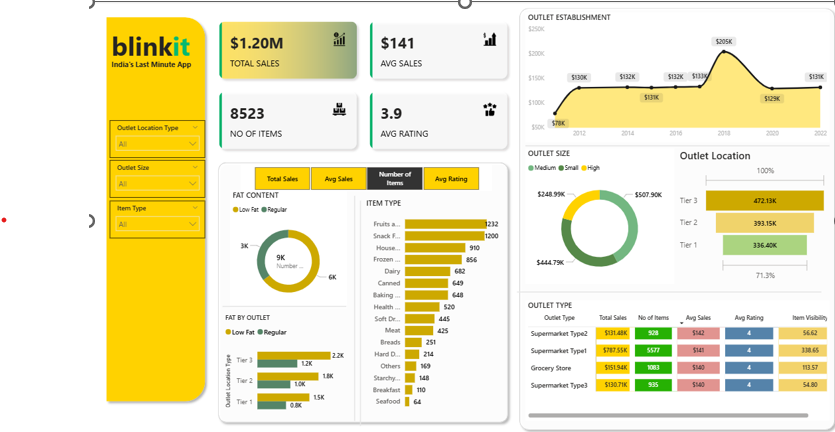 blinkit
India's Last Minute App
Outlet Location Type
All
Outlet Size
All
Item Type
All
$1.20M
TOTAL SALES
$141
AVG SALES
8523
NO OF ITEMS
3.9
AVG RATING
Total Sales
Avg Sales
Number of
Items
Avg Rating
FAT CONTENT
Low Fat Regular
3K
9K
Number ...
6K
FAT BY OUTLET
Low Fat Regular
Outlet Location Type
Tier 3 2.2K
1.2K
Tier 2 1.8K
1.0K
Tier 1 1.5K
0.8K
ITEM TYPE
Fruits a... 1232
Snack F... 1200
House... 910
Frozen ... 856
Dairy 682
Canned 649
Baking ... 648
Health ... 520
Soft Dr... 445
Meat 425
Breads 251
Hard D... 214
Others 169
Starchy... 148
Breakfast 110
Seafood 64
OUTLET ESTABLISHMENT
$250K
$200K
$150K
$100K
$50K
$78K
$130K
$132K
$131K
$132K
$133K
$205K
$129K
$131K
2012 2014 2016 2018 2020 2022
OUTLET SIZE
Medium Small High
$248.99K
$507.90K
$444.79K
Outlet Location
100%
Tier 3 472.13K
Tier 2 393.15K
Tier 1 336.40K
71.3%
OUTLET TYPE
Outlet Type Total Sales No of Items Avg Sales Avg Rating Item Visibility
Supermarket Type2 $131.48K 928 $142 4 56.62
Supermarket Type1 $787.55K 5577 $141 4 338.65
Grocery Store $151.94K 1083 $140 4 113.57
Supermarket Type3 $130.71K 935 $140 4 54.80